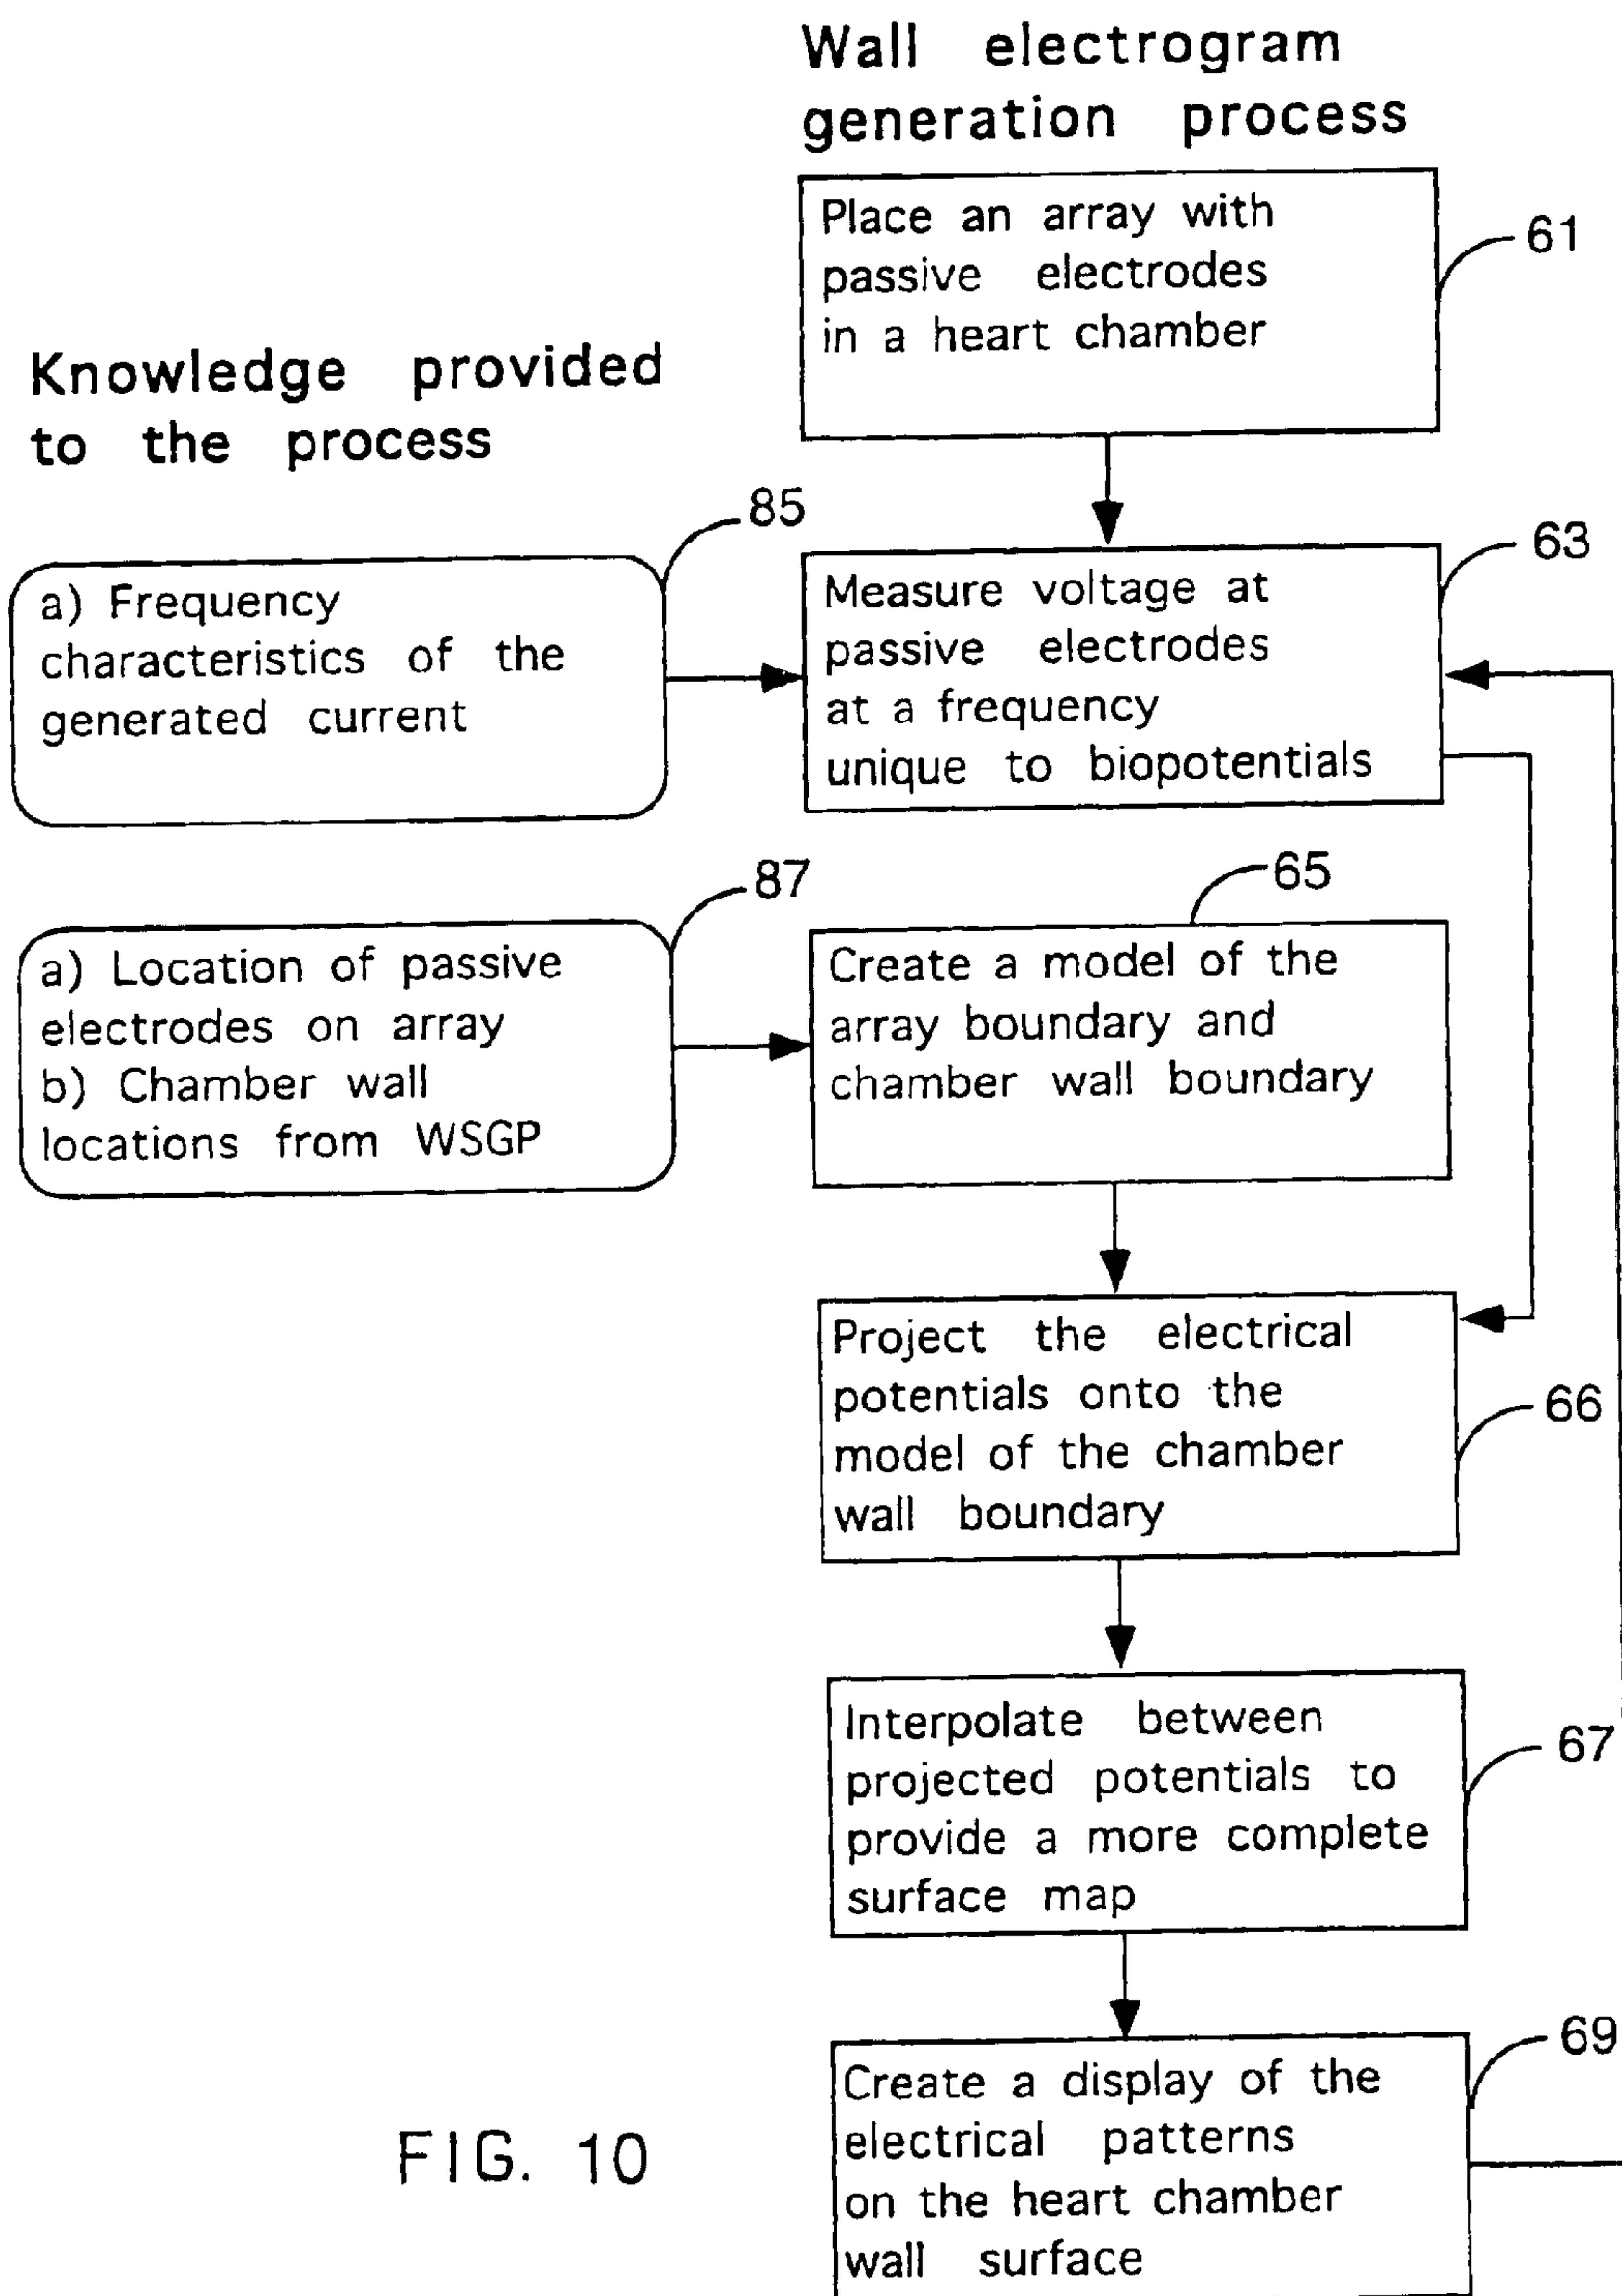 Wall electrogram
generation process
Place an array with
passive electrodes
in a heart chamber
61
Knowledge provided
to the process
85
a) Frequency
characteristics of the
generated current
63
Measure voltage at
passive electrodes
at a frequency
unique to biopotentials
87
a) Location of passive
electrodes on array
b) Chamber wall
locations from WSGP
65
Create a model of the
array boundary and
chamber wall boundary
Project the electrical
potentials onto the
model of the chamber
wall boundary
66
Interpolate between
projected potentials to
provide a more complete
surface map
67
69
Create a display of the
electrical patterns
on the heart chamber
wall surface
FIG. 10